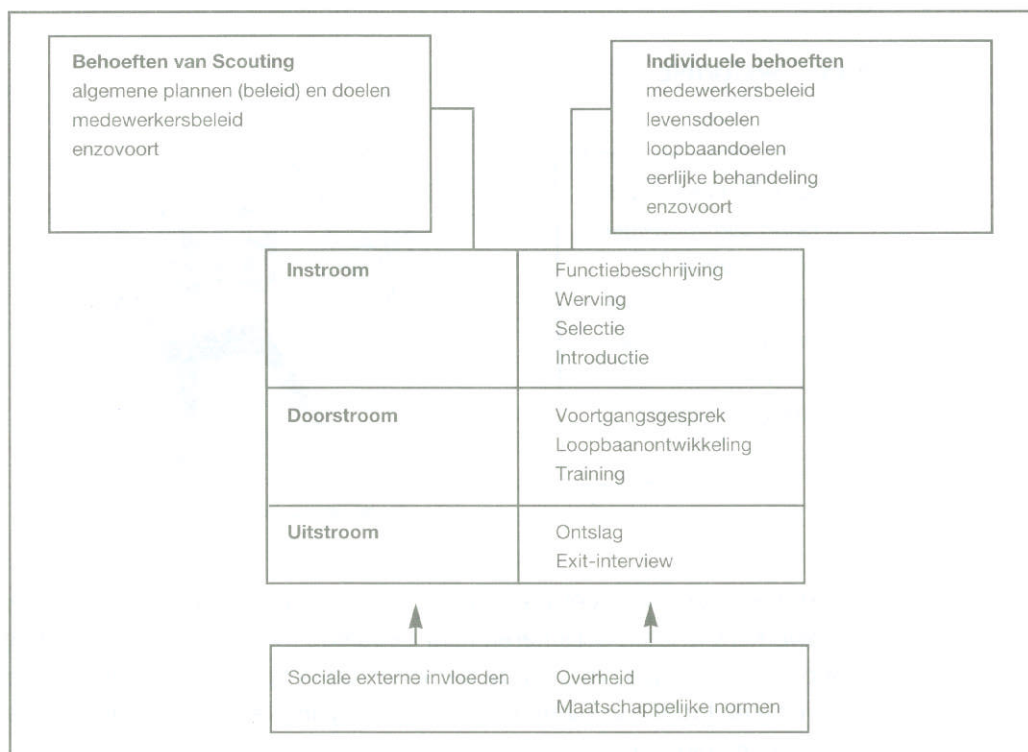 Behoeften van Scouting
algemene plannen (beleid) en doelen
medewerkersbeleid
enzovoort
Individuele behoeften
medewerkersbeleid
levensdoelen
loopbaandoelen
eerlijke behandeling
enzovoort
Instroom
Functiebeschrijving
Werving
Selectie
Introductie
Doorstroom
Voortgangsgesprek
Loopbaanontwikkeling
Training
Uitstroom
Ontslag
Exit-interview
Sociale externe invloeden
Overheid
Maatschappelijke normen